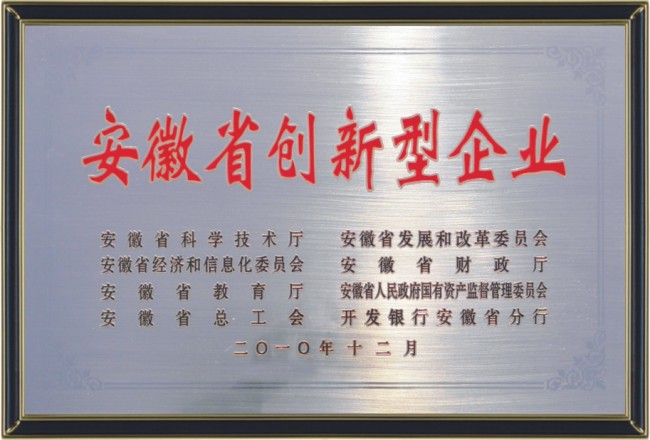 安徽省创新型企业
安徽省科学技术厅 安徽省发展和改革委员会
安徽省经济和信息化委员会 安徽省财政厅
安徽省教育厅 安徽省人民政府国有资产监督管理委员会
安徽省总工会 开发银行安徽省分行
二〇一〇年十二月